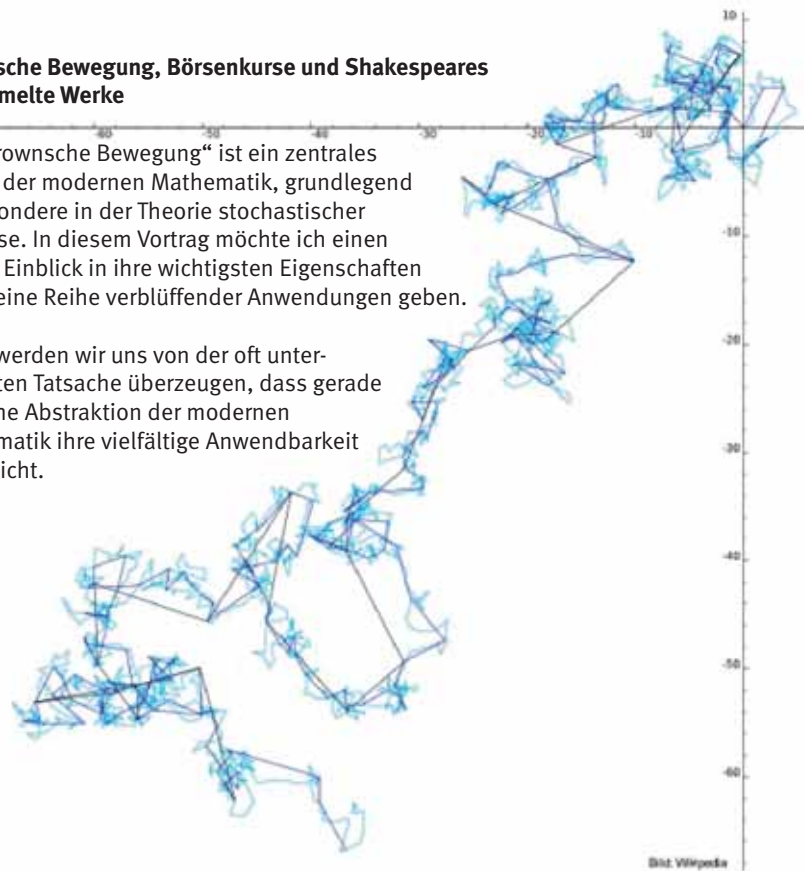 sche Bewegung, Börsenkurse und Shakespeares
melte Werke
rownsche Bewegung“ ist ein zentrales
der modernen Mathematik, grundlegend
ondere in der Theorie stochastischer
se. In diesem Vortrag möchte ich einen
Einblick in ihre wichtigsten Eigenschaften
eine Reihe verblüffender Anwendungen geben.
werden wir uns von der oft unter-
ten Tatsache überzeugen, dass gerade
ne Abstraktion der modernen
matik ihre vielfältige Anwendbarkeit
icht.
10
-60 -50 -40 -30 -20 -10
-10
-20
-30
-40
-50
-60
Bild: Wikipedia